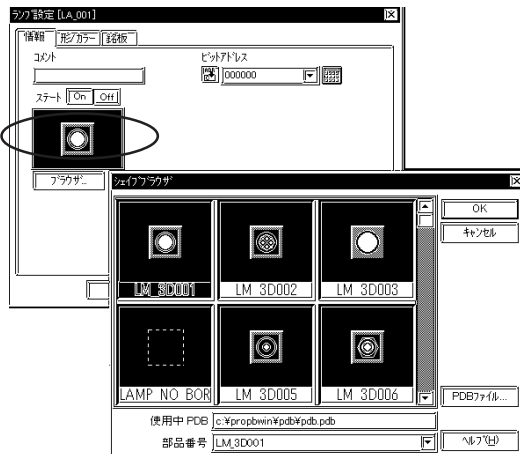 ランプ設定 [LA_001]
情報 形/カラー 銘板
コメント ビットアドレス
000000
ステート On Off
ブラウザ...
シェイプブラウザ
OK
キャンセル
LM_3D001 LM_3D002 LM_3D003
LAMP_NO_BOR LM_3D005 LM_3D006
PDBファイル...
使用中 PDB c:¥propbwin¥pdb¥pdb.pdb
部品番号 LM_3D001
ヘルプ(H)